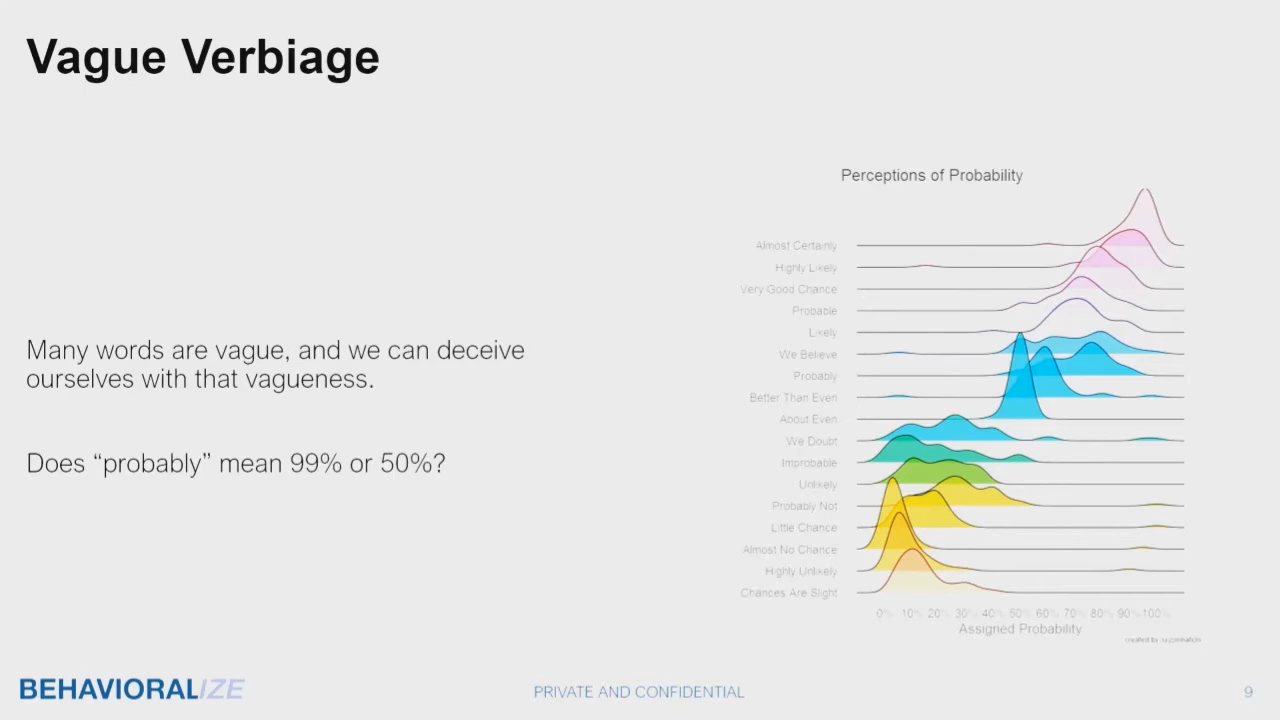 Vague Verbiage
Many words are vague, and we can deceive
ourselves with that vagueness.
Does “probably” mean 99% or 50%?
Perceptions of Probability
Almost Certainly
Highly Likely
Very Good Chance
Probable
Likely
We Believe
Probably
Better Than Even
About Even
We Doubt
Improbable
Unlikely
Probably Not
Little Chance
Almost No Chance
Highly Unlikely
Chances Are Slight
0% 10% 20% 30% 40% 50% 60% 70% 80% 90% 100%
Assigned Probability
created by
BEHAVIORALIZE
PRIVATE AND CONFIDENTIAL
9